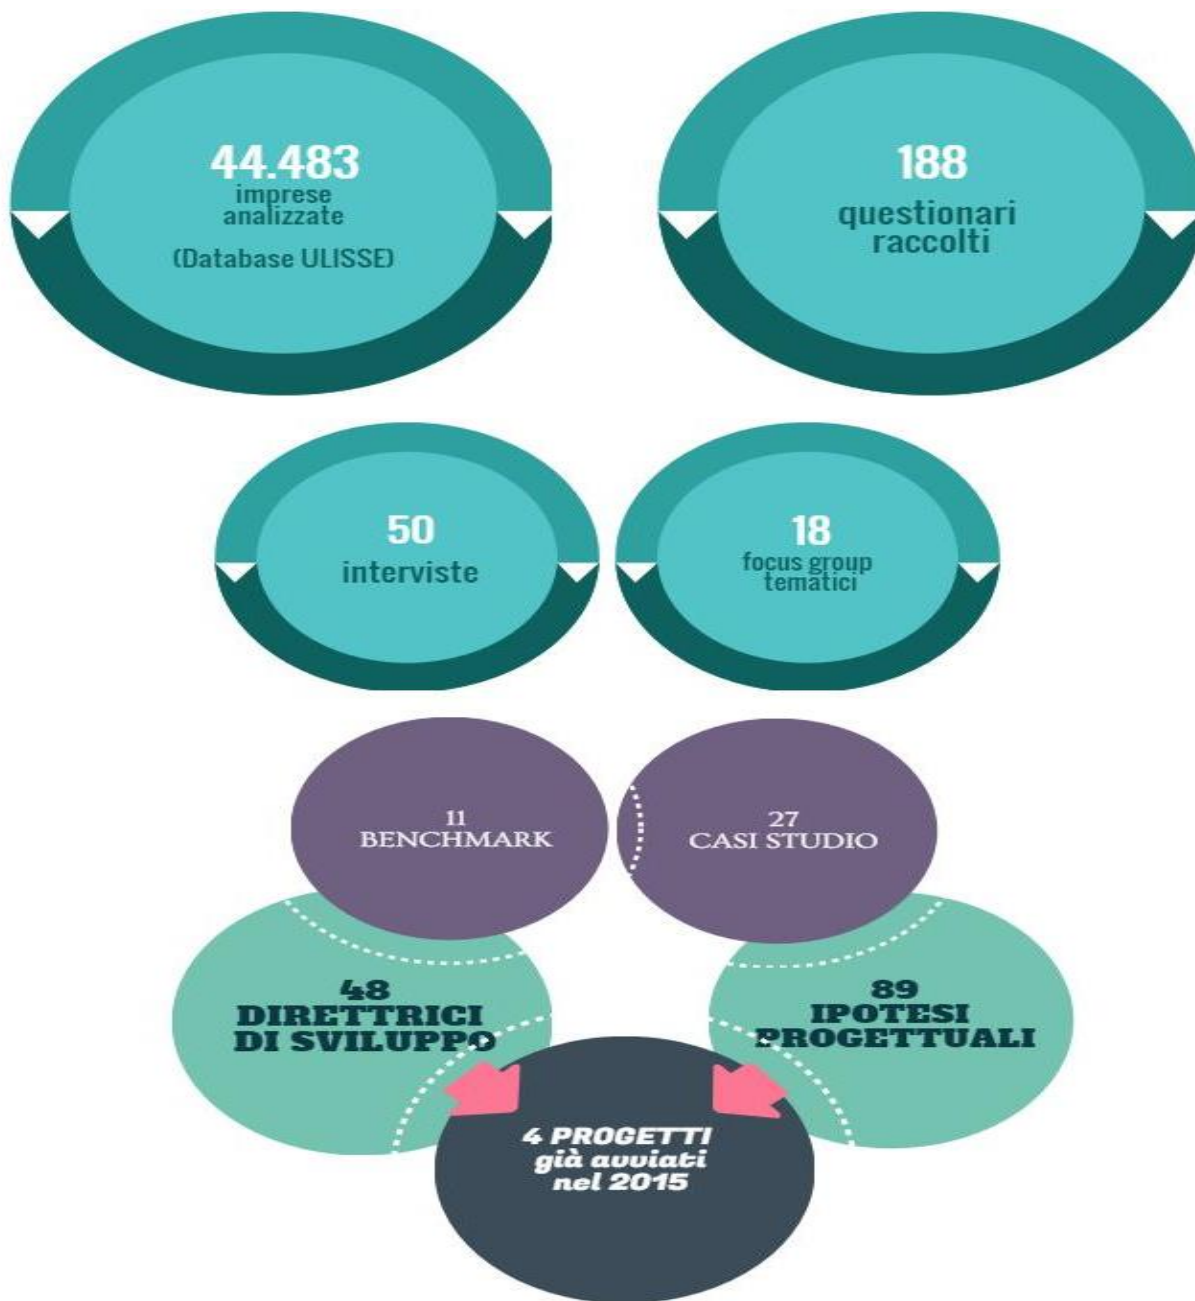 44.483
imprese
analizzate
(Database ULISSE)
188
questionari
raccolti
50
interviste
18
focus group
tematici
11
BENCHMARK
27
CASI STUDIO
48
DIRETTRICI
DI SVILUPPO
89
IPOTESI
PROGETTUALI
4 PROGETTI
già avviati
nel 2015